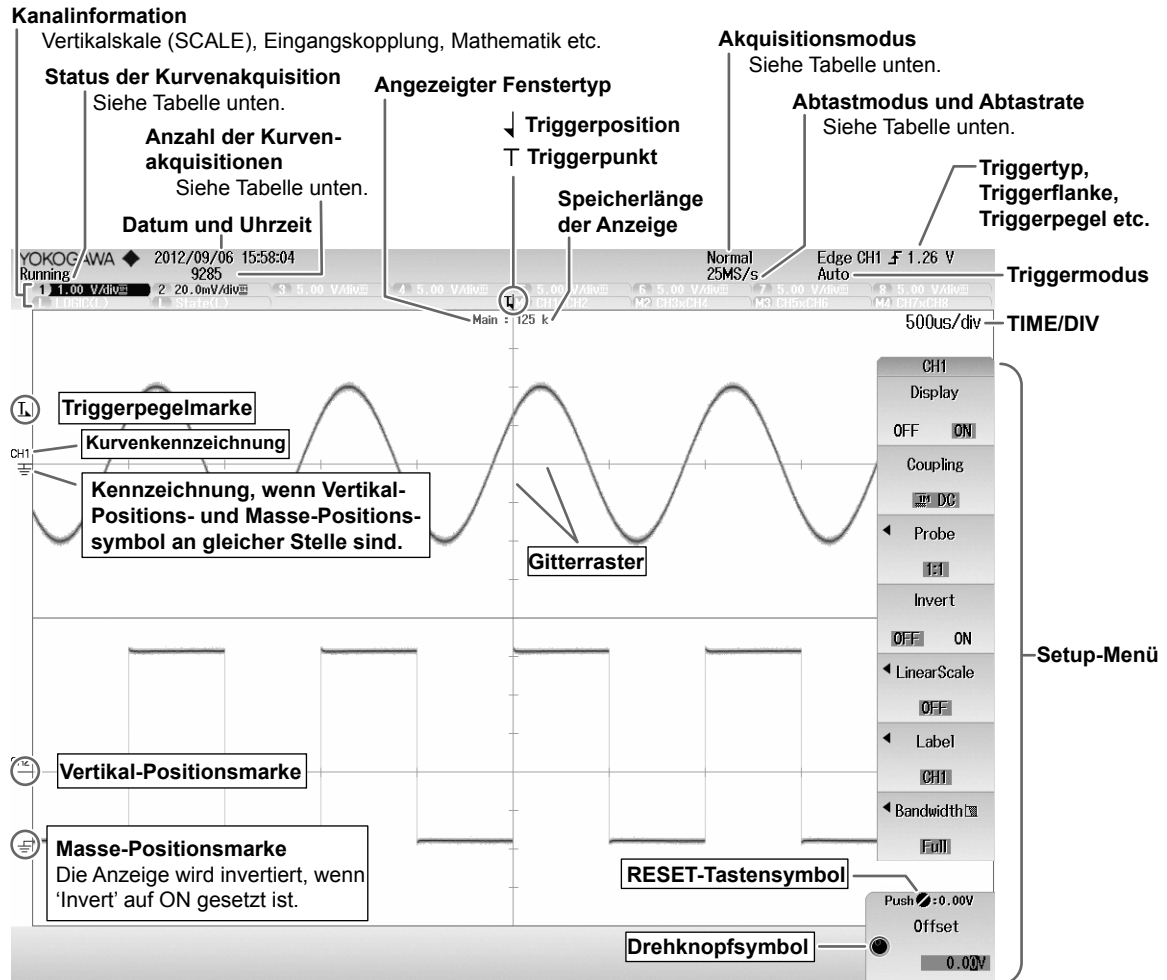 Kanalinformation
Vertikalskale (SCALE), Eingangskopplung, Mathematik etc.
Status der Kurvenakquisition
Siehe Tabelle unten.
Anzahl der Kurven-
akquisitionen
Siehe Tabelle unten.
Datum und Uhrzeit
Angezeigter Fenstertyp
Triggerposition
T Triggerpunkt
Speicherlänge
der Anzeige
Akquisitionsmodus
Siehe Tabelle unten.
Abtastmodus und Abtastrate
Siehe Tabelle unten.
Triggertyp,
Triggerflanke,
Triggerpegel etc.
Triggermodus
TIME/DIV
YOKOGAWA ◆ 2012/09/06 15:58:04
Running 9285
Normal
25MS/s
Edge CH1 1.26 V
Auto
1 1.00 V/div 2 20.0mV/div 3 5.00 V/div 4 5.00 V/div 5.00 V/div 6 5.00 V/div 7 5.00 V/div 8 5.00 V/div
L LOGIC(L) L State(L) CH1 CH2 M2 CH3xCH4 M3 CH5xCH6 M4 CH7xCH8
Main : 125 k
500us/div
Triggerpegelmarke
CH1
Kurvenkennzeichnung
Kennzeichnung, wenn Vertikal-
Positions- und Masse-Positions-
symbol an gleicher Stelle sind.
Gitterraster
Vertikal-Positionsmarke
Masse-Positionsmarke
Die Anzeige wird invertiert, wenn
'Invert' auf ON gesetzt ist.
CH1
Display
OFF ON
Coupling
DC
Probe
1:1
Invert
OFF ON
LinearScale
OFF
Label
CH1
Bandwidth
Full
Setup-Menü
RESET-Tastensymbol
Push :0.00V
Offset
0.00V
Drehknopfsymbol